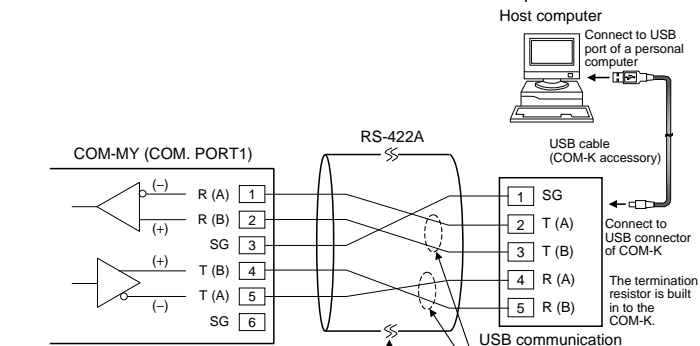 Host computer
Connect to USB
port of a personal
computer
RS-422A
USB cable
(COM-K accessory)
COM-MY (COM. PORT1)
(–)
R (A) 1
R (B) 2
(+)
SG 3
(+)
T (B) 4
T (A) 5
(–)
SG 6
1 SG
2 T (A)
3 T (B)
4 R (A)
5 R (B)
Connect to
USB connector
of COM-K
The termination
resistor is built
in to the
COM-K.
USB communication